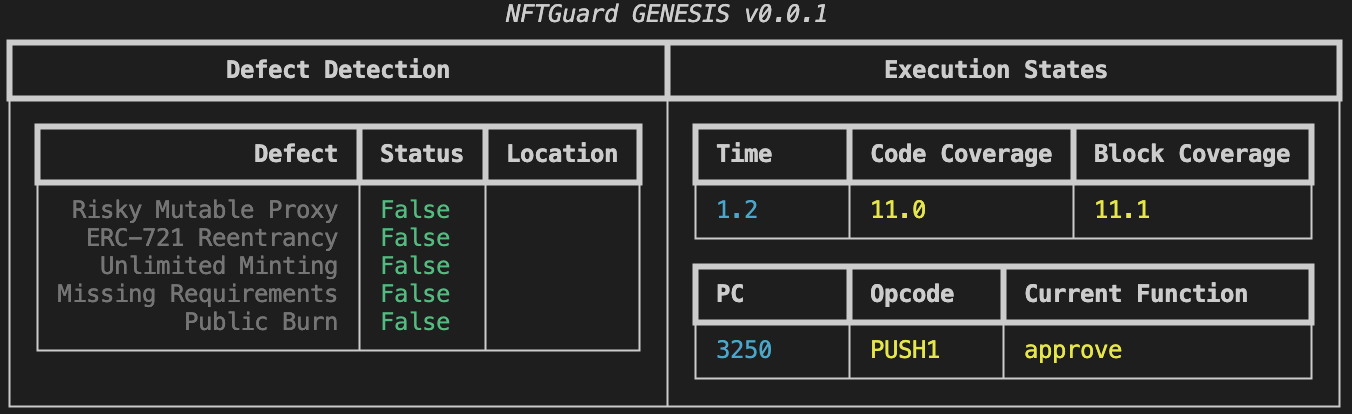 NFTGuard GENESIS v0.0.1
Defect Detection
Execution States
Defect Status Location
Risky Mutable Proxy False
ERC-721 Reentrancy False
Unlimited Minting False
Missing Requirements False
Public Burn False
Time Code Coverage Block Coverage
1.2 11.0 11.1
PC Opcode Current Function
3250 PUSH1 approve